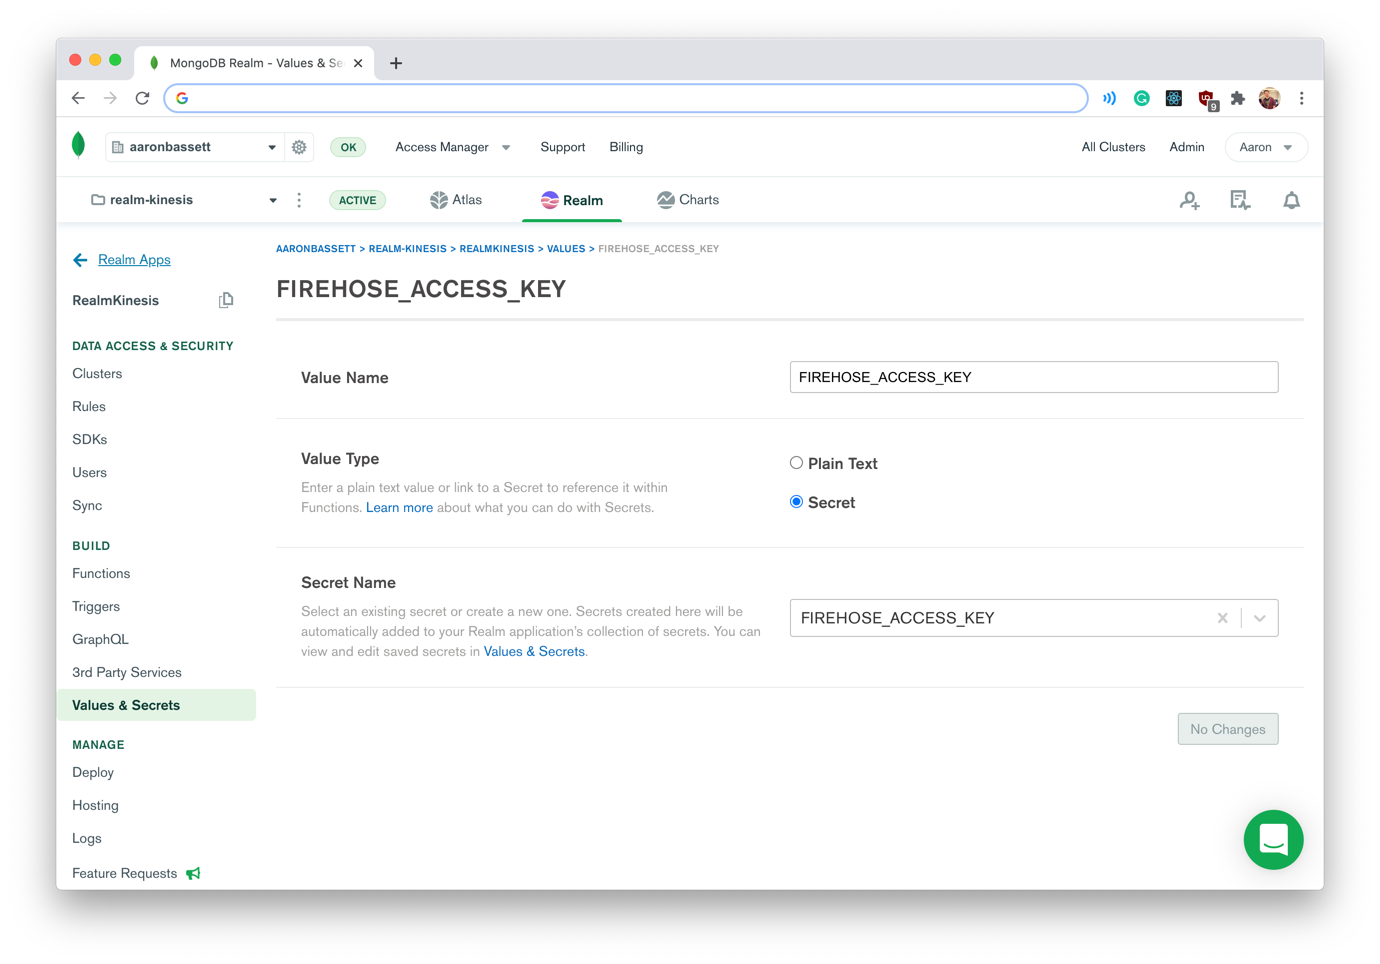 MongoDB Realm - Values & Se
9
aaronbassett
OK
Access Manager
Support
Billing
All Clusters
Admin
Aaron
realm-kinesis
ACTIVE
Atlas
Realm
Charts
Realm Apps
RealmKinesis
DATA ACCESS & SECURITY
Clusters
Rules
SDKs
Users
Sync
BUILD
Functions
Triggers
GraphQL
3rd Party Services
Values & Secrets
MANAGE
Deploy
Hosting
Logs
Feature Requests
AARONBASSETT > REALM-KINESIS > REALMKINESIS > VALUES > FIREHOSE_ACCESS_KEY
FIREHOSE_ACCESS_KEY
Value Name
FIREHOSE_ACCESS_KEY
Value Type
Enter a plain text value or link to a Secret to reference it within
Functions. Learn more about what you can do with Secrets.
Plain Text
Secret
Secret Name
Select an existing secret or create a new one. Secrets created here will be
automatically added to your Realm application's collection of secrets. You can
view and edit saved secrets in Values & Secrets.
FIREHOSE_ACCESS_KEY
No Changes